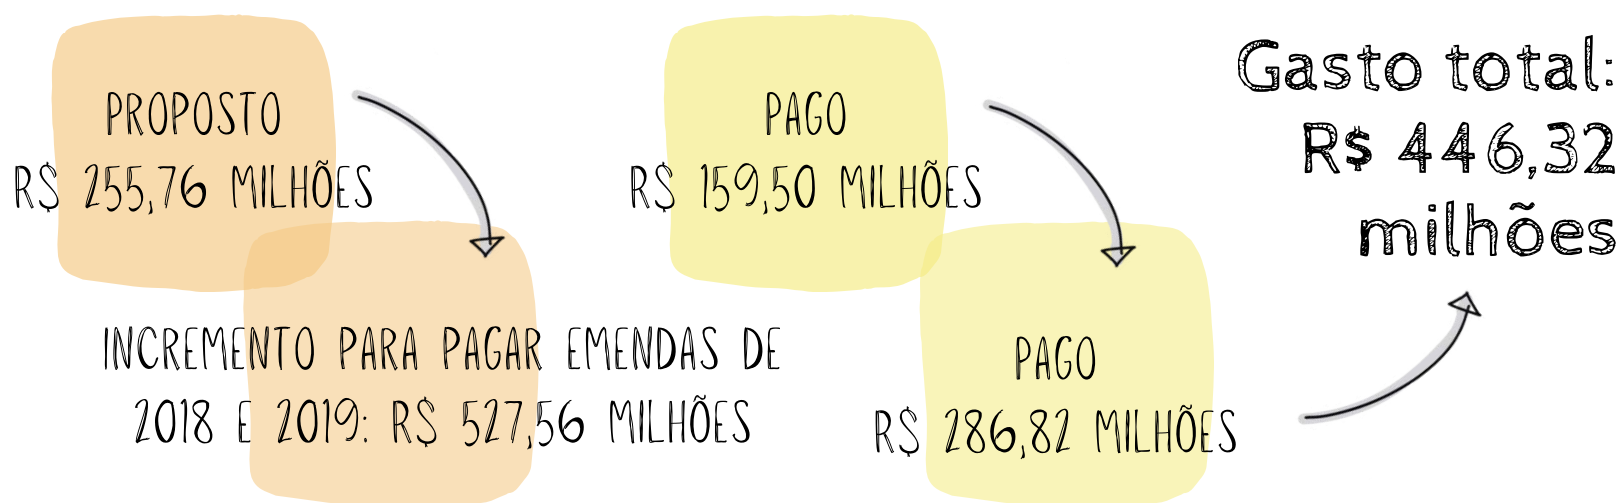 PROPOSTO
R$ 255,76 MILHÕES
INCREMENTO PARA PAGAR EMENDAS DE
2018 E 2019: R$ 527,56 MILHÕES
PAGO
R$ 159,50 MILHÕES
PAGO
R$ 286,82 MILHÕES
Gasto total:
R$ 446,32
milhões